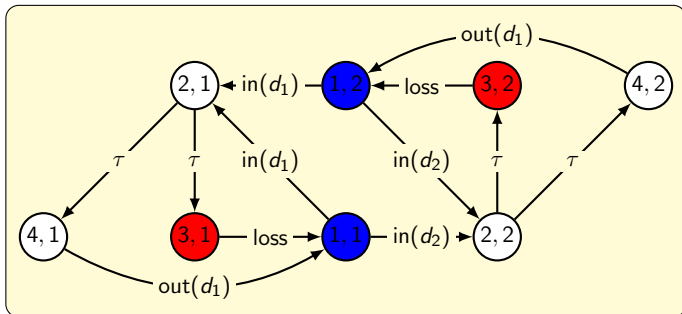 out(d₁)
2, 1 in(d₁) 1, 2 loss 3, 2 4, 2
τ τ in(d₁) in(d₂) τ τ
4, 1 3, 1 loss 1, 1 in(d₂) 2, 2
out(d₁)